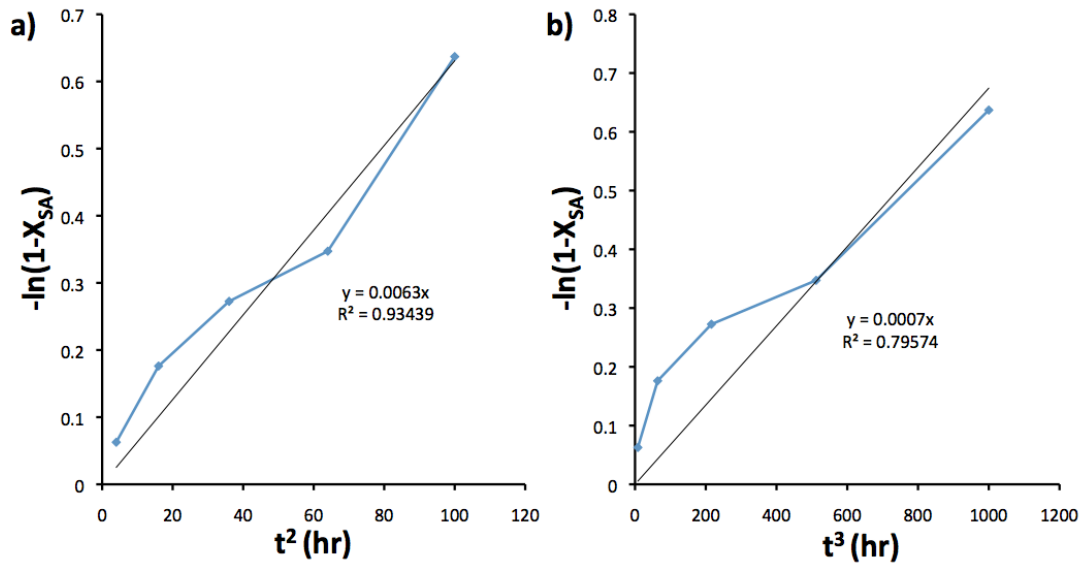 a)
-ln(1-X_SA)
0.7
0.6
0.5
0.4
0.3
0.2
0.1
0
y = 0.0063x
R² = 0.93439
0 20 40 60 80 100 120
t² (hr)
b)
-ln(1-X_SA)
0.8
0.7
0.6
0.5
0.4
0.3
0.2
0.1
0
y = 0.0007x
R² = 0.79574
0 200 400 600 800 1000 1200
t³ (hr)